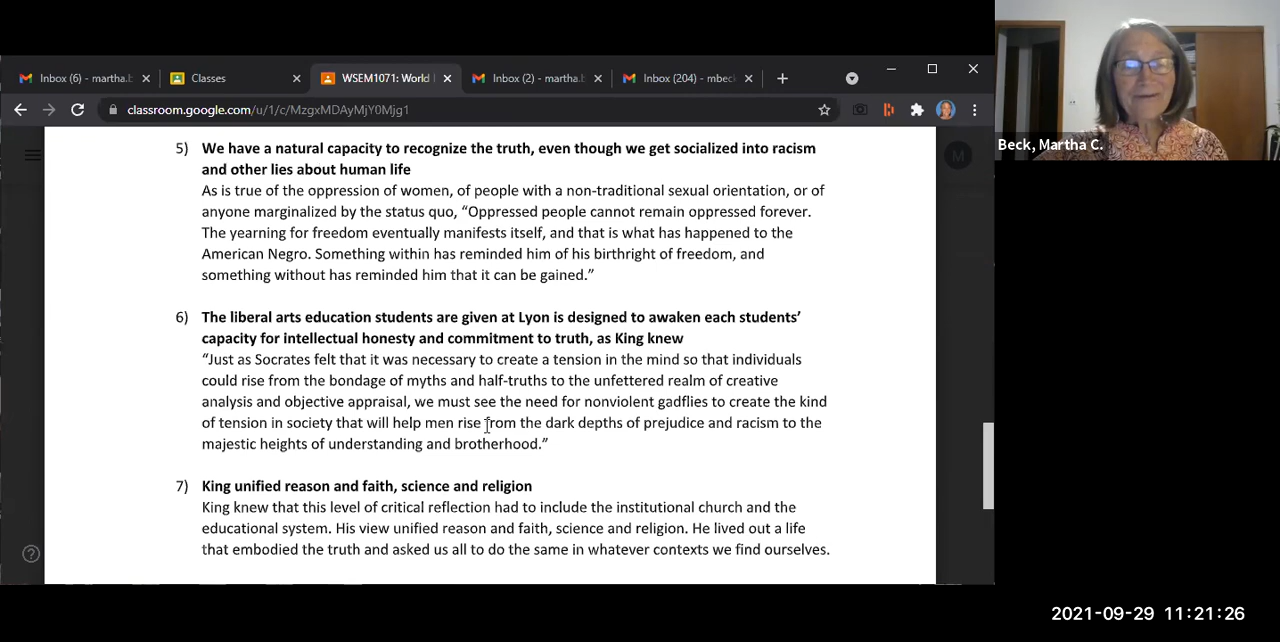 Inbox (6) - martha.b
Classes
WSEM1071: World
Inbox (2) - martha.b
Inbox (204) - mbeck
classroom.google.com/u/1/c/MzgxMDAyMjY0Mjg1
Beck, Martha C.
M
5) We have a natural capacity to recognize the truth, even though we get socialized into racism
and other lies about human life
As is true of the oppression of women, of people with a non-traditional sexual orientation, or of
anyone marginalized by the status quo, “Oppressed people cannot remain oppressed forever.
The yearning for freedom eventually manifests itself, and that is what has happened to the
American Negro. Something within has reminded him of his birthright of freedom, and
something without has reminded him that it can be gained.”
6) The liberal arts education students are given at Lyon is designed to awaken each students’
capacity for intellectual honesty and commitment to truth, as King knew
“Just as Socrates felt that it was necessary to create a tension in the mind so that individuals
could rise from the bondage of myths and half-truths to the unfettered realm of creative
analysis and objective appraisal, we must see the need for nonviolent gadflies to create the kind
of tension in society that will help men rise from the dark depths of prejudice and racism to the
majestic heights of understanding and brotherhood.”
7) King unified reason and faith, science and religion
King knew that this level of critical reflection had to include the institutional church and the
educational system. His view unified reason and faith, science and religion. He lived out a life
that embodied the truth and asked us all to do the same in whatever contexts we find ourselves.
2021-09-29 11:21:26